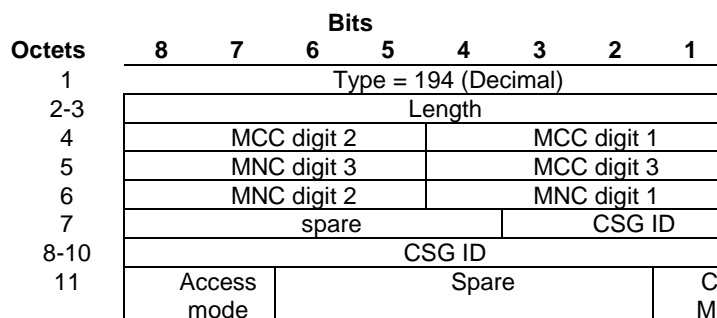 Bits
Octets 8 7 6 5 4 3 2 1
1 Type = 194 (Decimal)
2-3 Length
4 MCC digit 2 MCC digit 1
5 MNC digit 3 MCC digit 3
6 MNC digit 2 MNC digit 1
7 spare CSG ID
8-10 CSG ID
11 Access Spare C
mode M